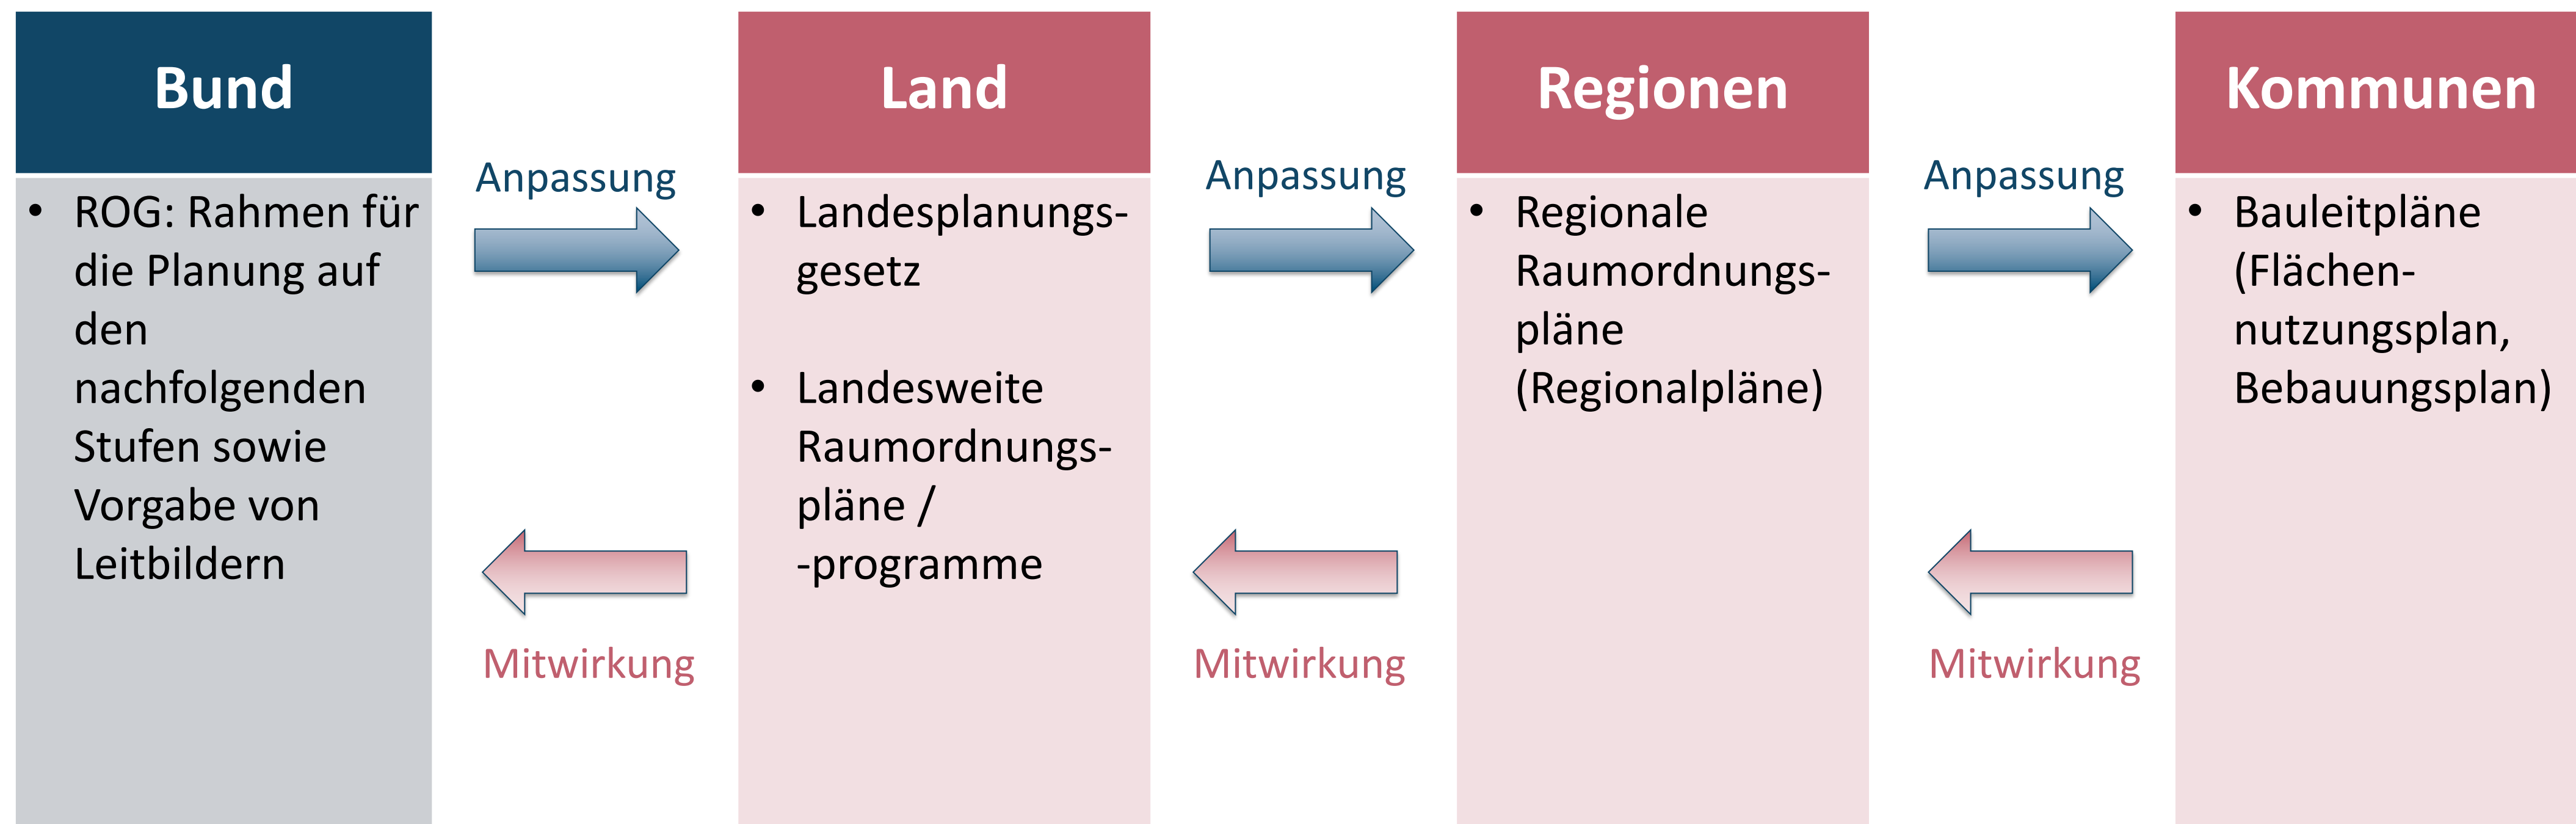 Bund
• ROG: Rahmen für
die Planung auf
den
nachfolgenden
Stufen sowie
Vorgabe von
Leitbildern
Anpassung
Mitwirkung
Land
• Landesplanungs-
gesetz
• Landesweite
Raumordnungs-
pläne /
-programme
Anpassung
Mitwirkung
Regionen
• Regionale
Raumordnungs-
pläne
(Regionalpläne)
Anpassung
Mitwirkung
Kommunen
• Bauleitpläne
(Flächen-
nutzungsplan,
Bebauungsplan)